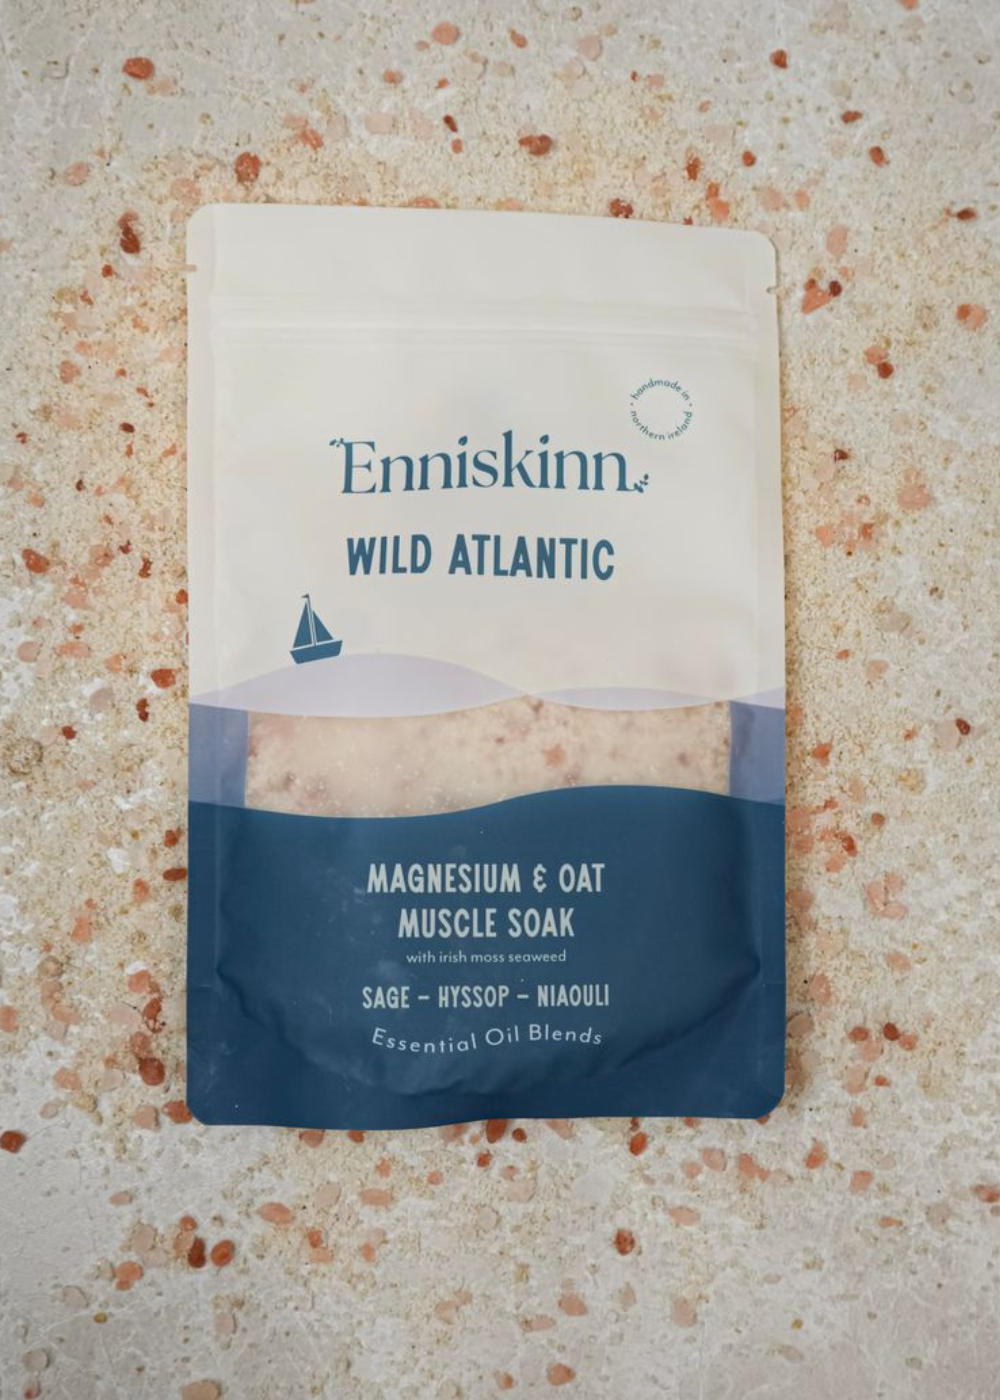 handmade in
northern ireland
Enniskinn
WILD ATLANTIC
MAGNESIUM & OAT
MUSCLE SOAK
with irish moss seaweed
SAGE – HYSSOP – NIAOULI
Essential Oil Blends